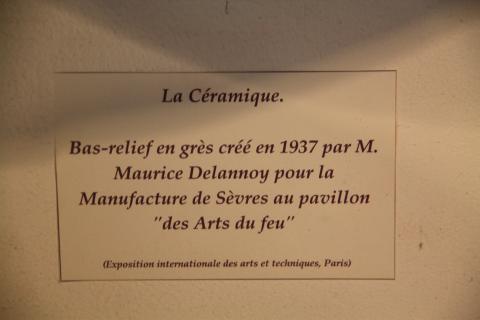 La Céramique.
Bas-relief en grès créé en 1937 par M.
Maurice Delannoy pour la
Manufacture de Sèvres au pavillon
"des Arts du feu"
(Exposition internationale des arts et techniques, Paris)